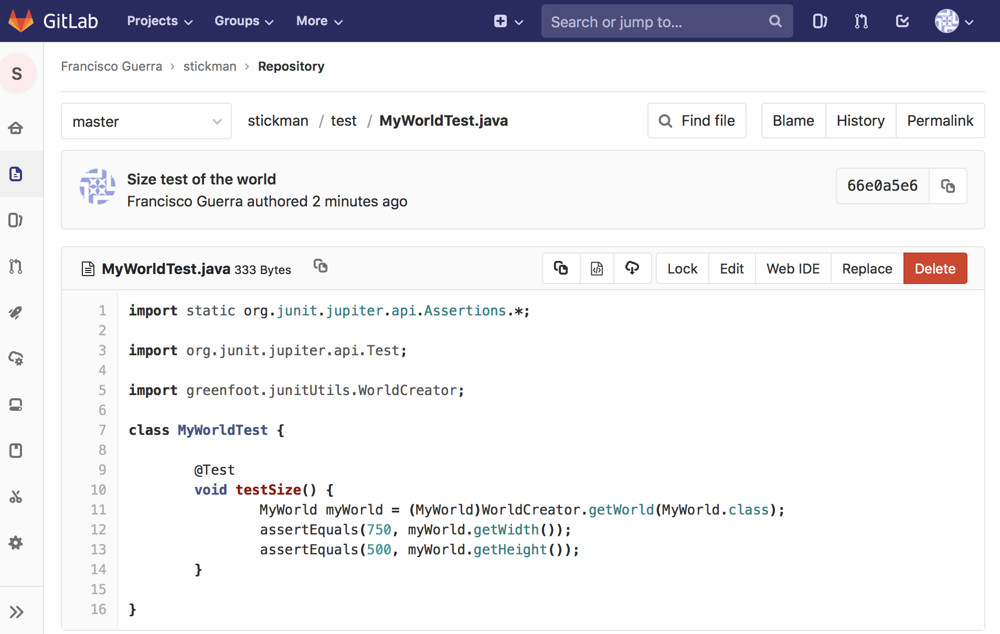 GitLab Projects Groups More Search or jump to...
S
Francisco Guerra › stickman › Repository
master stickman / test / MyWorldTest.java Find file Blame History Permalink
Size test of the world
Francisco Guerra authored 2 minutes ago
66e0a5e6
MyWorldTest.java 333 Bytes Lock Edit Web IDE Replace Delete
1 import static org.junit.jupiter.api.Assertions.*;
2
3 import org.junit.jupiter.api.Test;
4
5 import greenfoot.junitUtils.WorldCreator;
6
7 class MyWorldTest {
8
9 @Test
10 void testSize() {
11 MyWorld myWorld = (MyWorld)WorldCreator.getWorld(MyWorld.class);
12 assertEquals(750, myWorld.getWidth());
13 assertEquals(500, myWorld.getHeight());
14 }
15
16 }